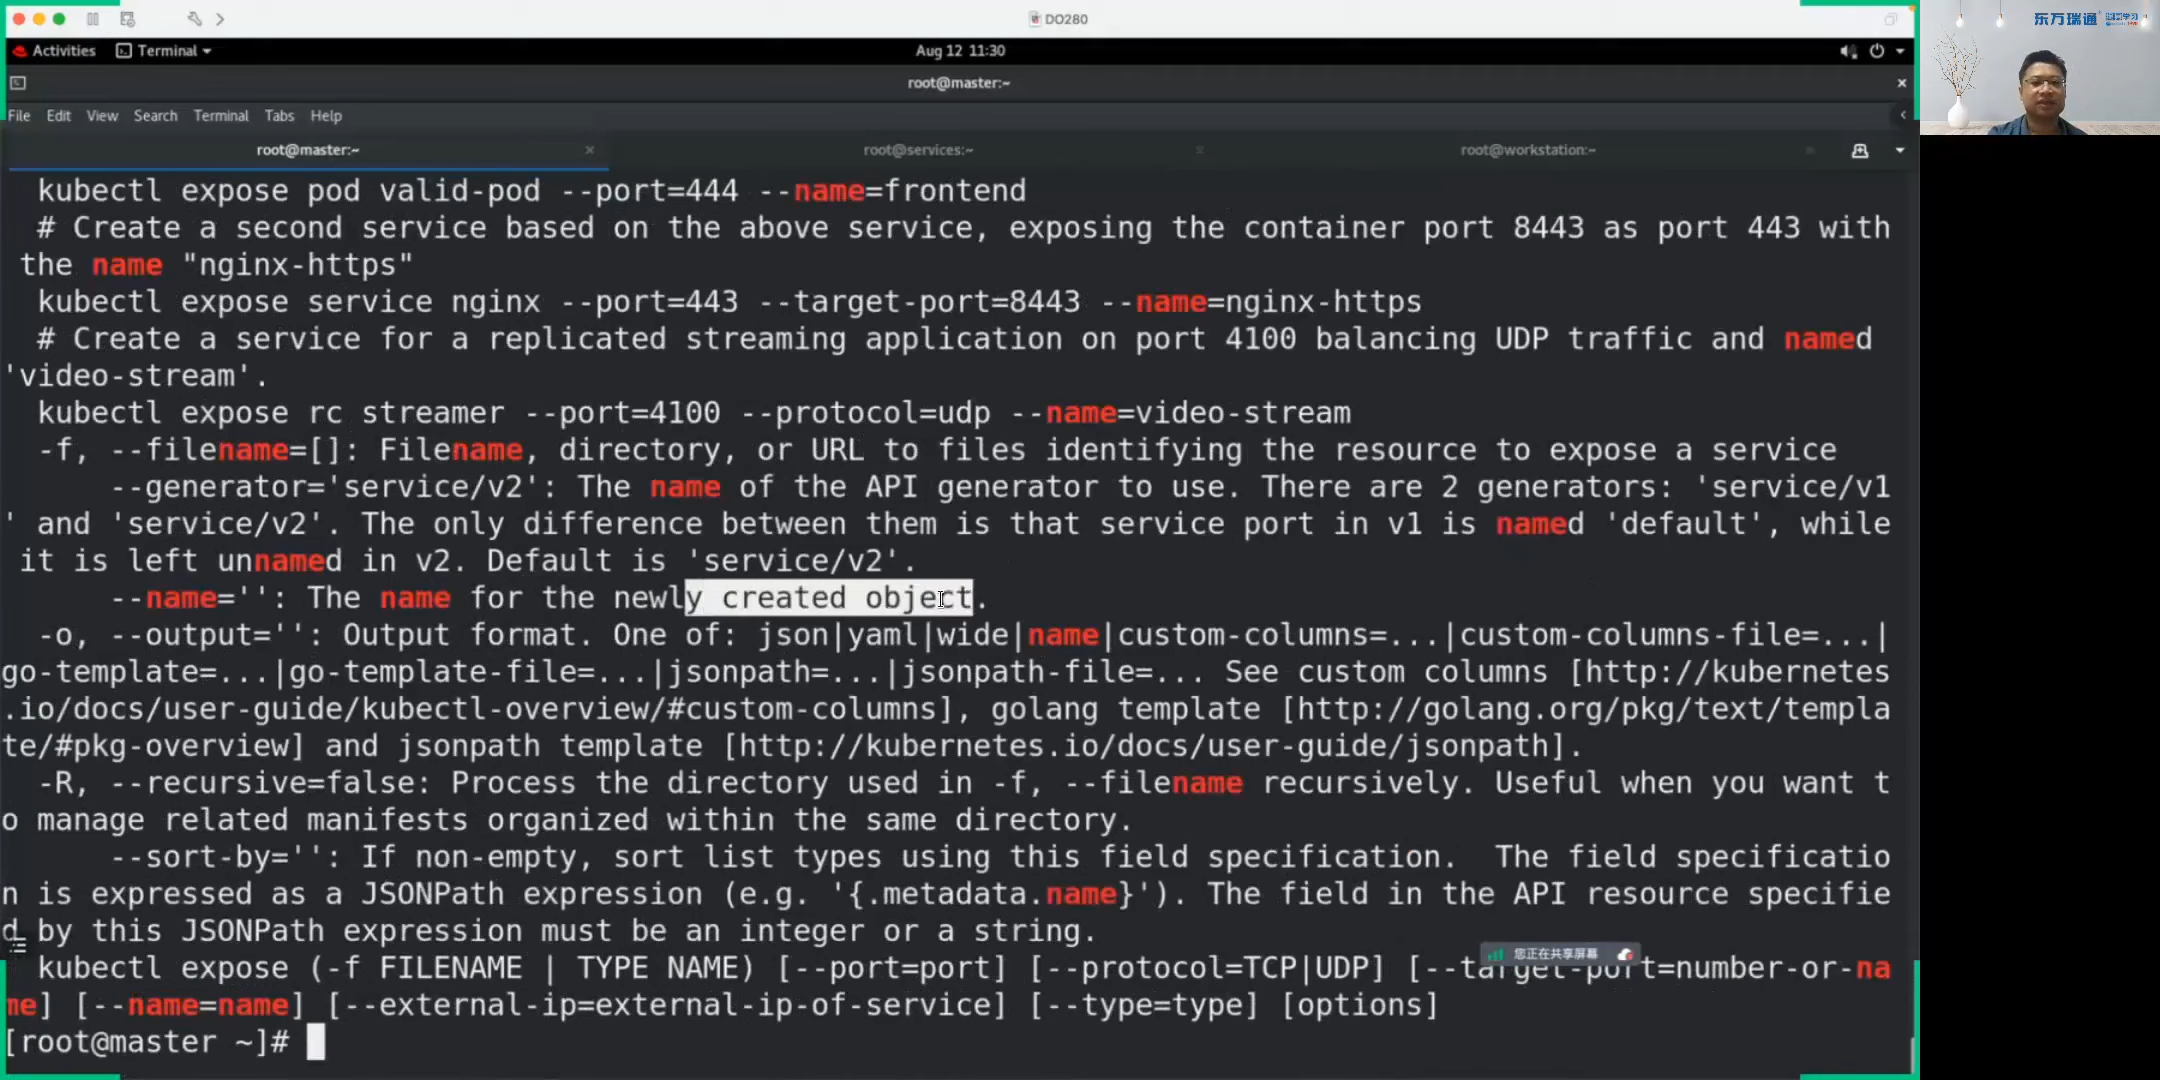 DO280
Activities Terminal Aug 12 11:30
root@master:~
File Edit View Search Terminal Tabs Help
root@master:~ root@services:~ root@workstation:~
kubectl expose pod valid-pod --port=444 --name=frontend
# Create a second service based on the above service, exposing the container port 8443 as port 443 with
the name "nginx-https"
kubectl expose service nginx --port=443 --target-port=8443 --name=nginx-https
# Create a service for a replicated streaming application on port 4100 balancing UDP traffic and named
'video-stream'.
kubectl expose rc streamer --port=4100 --protocol=udp --name=video-stream
-f, --filename=[]: Filename, directory, or URL to files identifying the resource to expose a service
--generator='service/v2': The name of the API generator to use. There are 2 generators: 'service/v1
' and 'service/v2'. The only difference between them is that service port in v1 is named 'default', while
it is left unnamed in v2. Default is 'service/v2'.
--name='': The name for the newly created object.
-o, --output='': Output format. One of: json|yaml|wide|name|custom-columns=...|custom-columns-file=...|
go-template=...|go-template-file=...|jsonpath=...|jsonpath-file=... See custom columns [http://kubernetes
.io/docs/user-guide/kubectl-overview/#custom-columns], golang template [http://golang.org/pkg/text/templa
te/#pkg-overview] and jsonpath template [http://kubernetes.io/docs/user-guide/jsonpath].
-R, --recursive=false: Process the directory used in -f, --filename recursively. Useful when you want t
o manage related manifests organized within the same directory.
--sort-by='': If non-empty, sort list types using this field specification.  The field specificatio
n is expressed as a JSONPath expression (e.g. '{.metadata.name}'). The field in the API resource specifie
d by this JSONPath expression must be an integer or a string.
您正在共享屏幕
kubectl expose (-f FILENAME | TYPE NAME) [--port=port] [--protocol=TCP|UDP] [--target-port=number-or-na
me] [--name=name] [--external-ip=external-ip-of-service] [--type=type] [options]
[root@master ~]#
东方瑞通